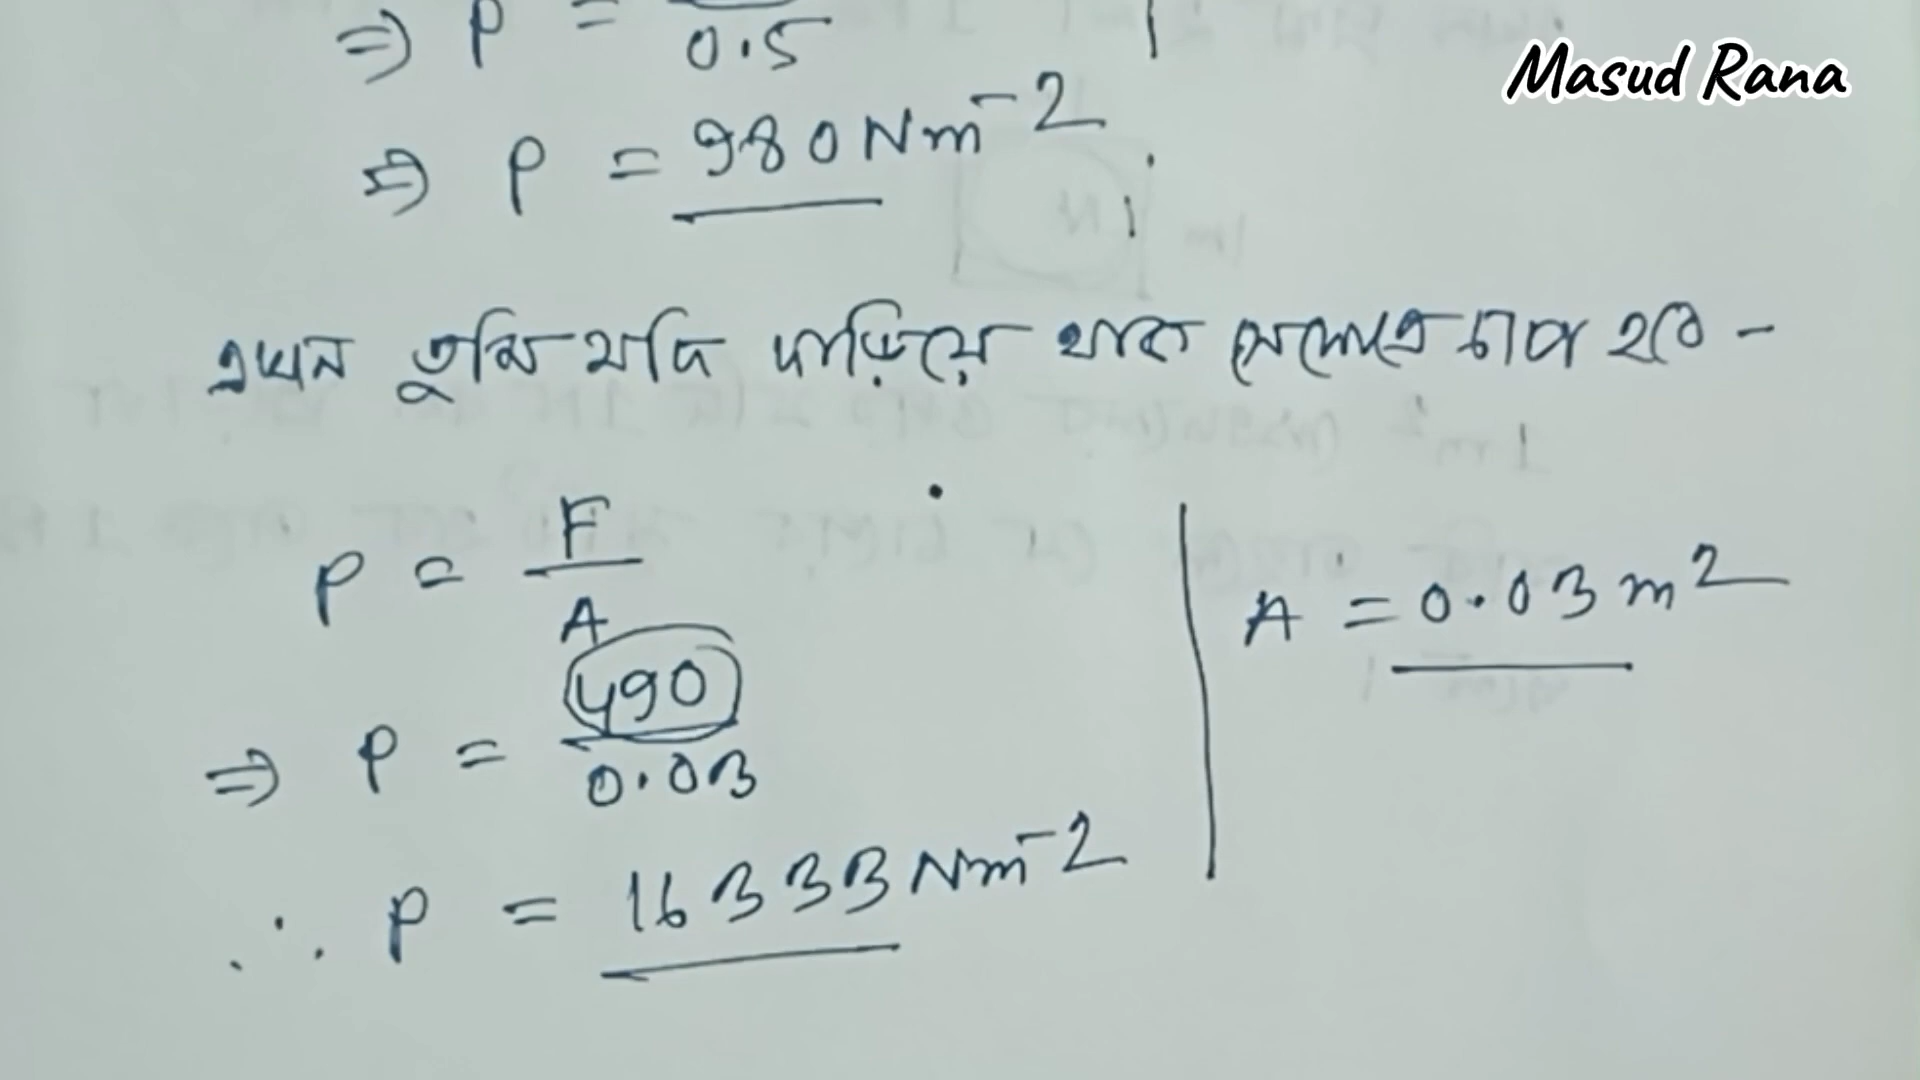 ⇒ P = 0.5
Masud Rana
⇒ P = 980 Nm⁻²
এখন তুমি যদি দাড়িয়ে থাক সেক্ষেত্রে চাপ হবে -
P = F/A
A = 0.03 m²
⇒ P = 490/0.03
∴ P = 16333 Nm⁻²